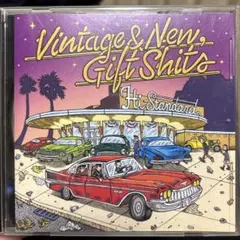 Vintage & New,
Gift Shits
Hi-Standard